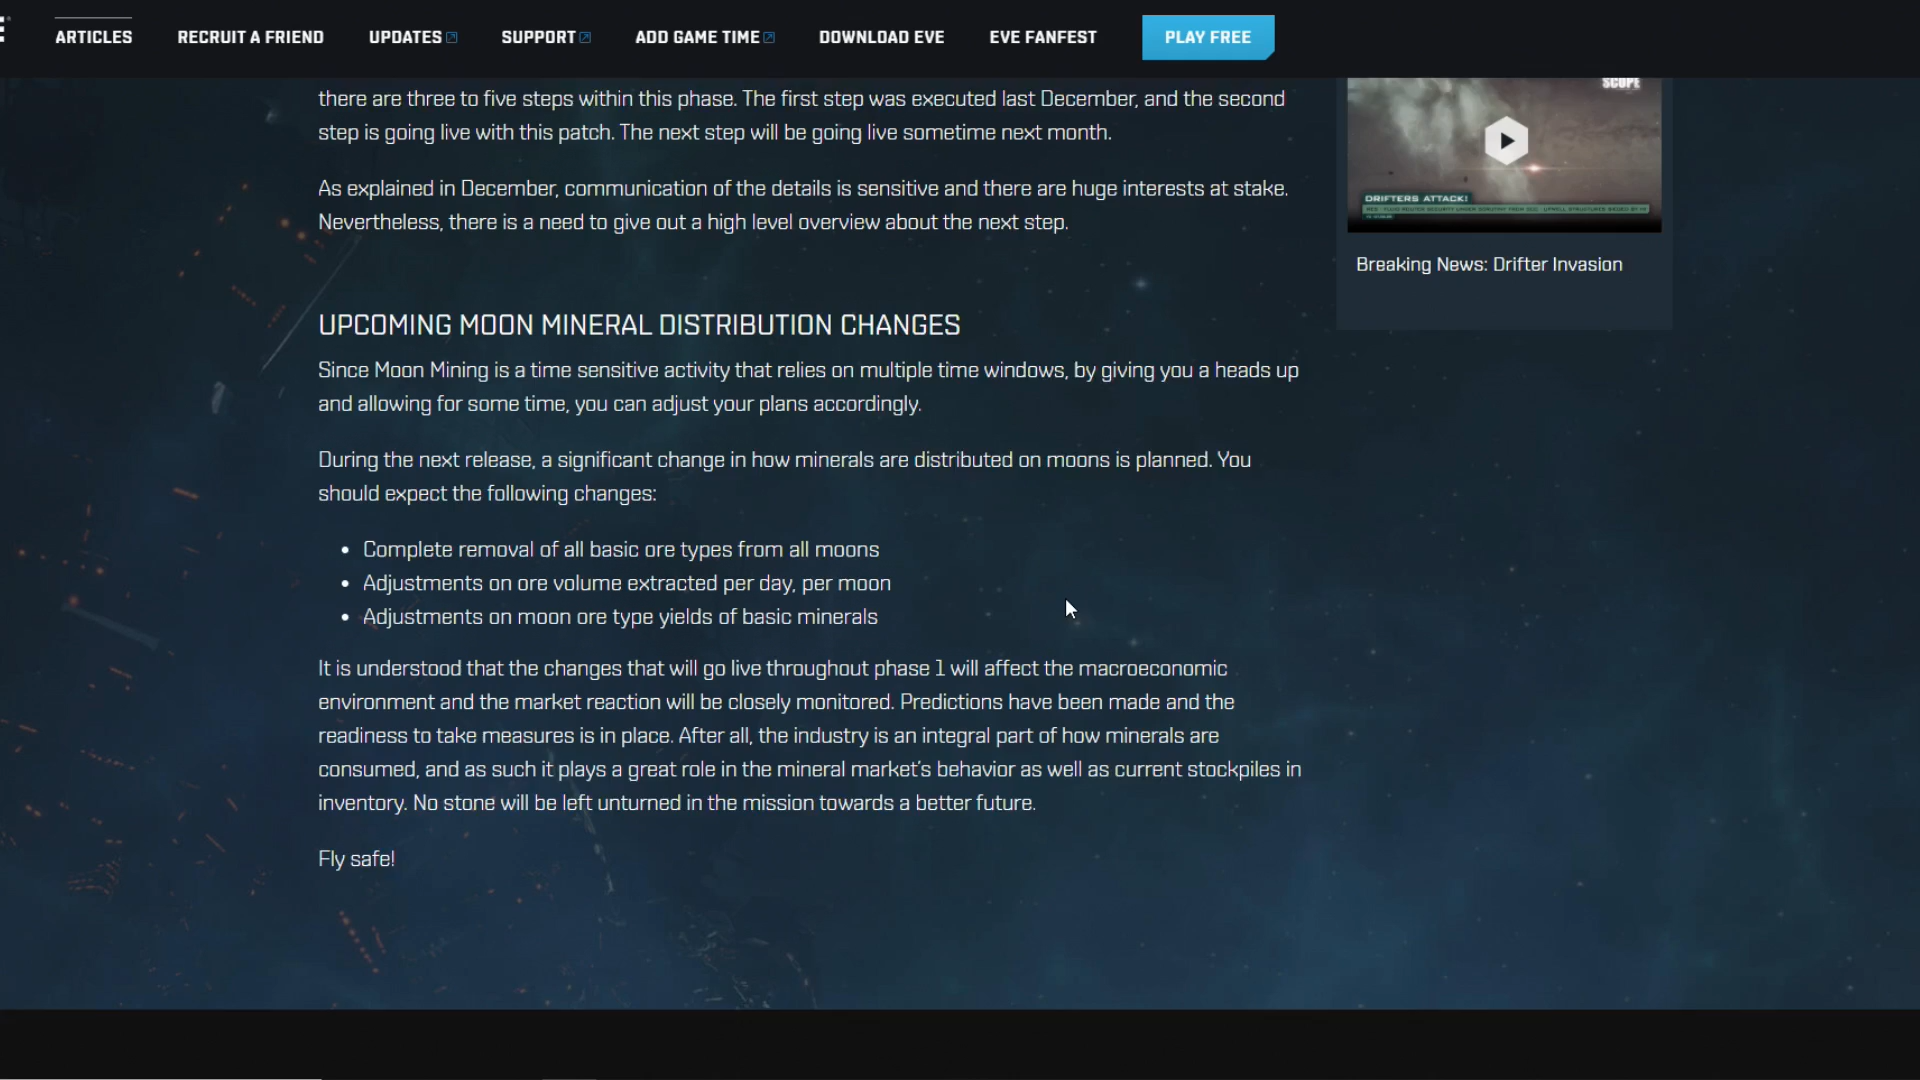 ARTICLES RECRUIT A FRIEND UPDATES SUPPORT ADD GAME TIME DOWNLOAD EVE EVE FANFEST PLAY FREE
there are three to five steps within this phase. The first step was executed last December, and the second
step is going live with this patch. The next step will be going live sometime next month.
As explained in December, communication of the details is sensitive and there are huge interests at stake.
Nevertheless, there is a need to give out a high level overview about the next step.
SCOPE
DRIFTERS ATTACK!
Breaking News: Drifter Invasion
UPCOMING MOON MINERAL DISTRIBUTION CHANGES
Since Moon Mining is a time sensitive activity that relies on multiple time windows, by giving you a heads up
and allowing for some time, you can adjust your plans accordingly.
During the next release, a significant change in how minerals are distributed on moons is planned. You
should expect the following changes:
• Complete removal of all basic ore types from all moons
• Adjustments on ore volume extracted per day, per moon
• Adjustments on moon ore type yields of basic minerals
It is understood that the changes that will go live throughout phase 1 will affect the macroeconomic
environment and the market reaction will be closely monitored. Predictions have been made and the
readiness to take measures is in place. After all, the industry is an integral part of how minerals are
consumed, and as such it plays a great role in the mineral market's behavior as well as current stockpiles in
inventory. No stone will be left unturned in the mission towards a better future.
Fly safe!